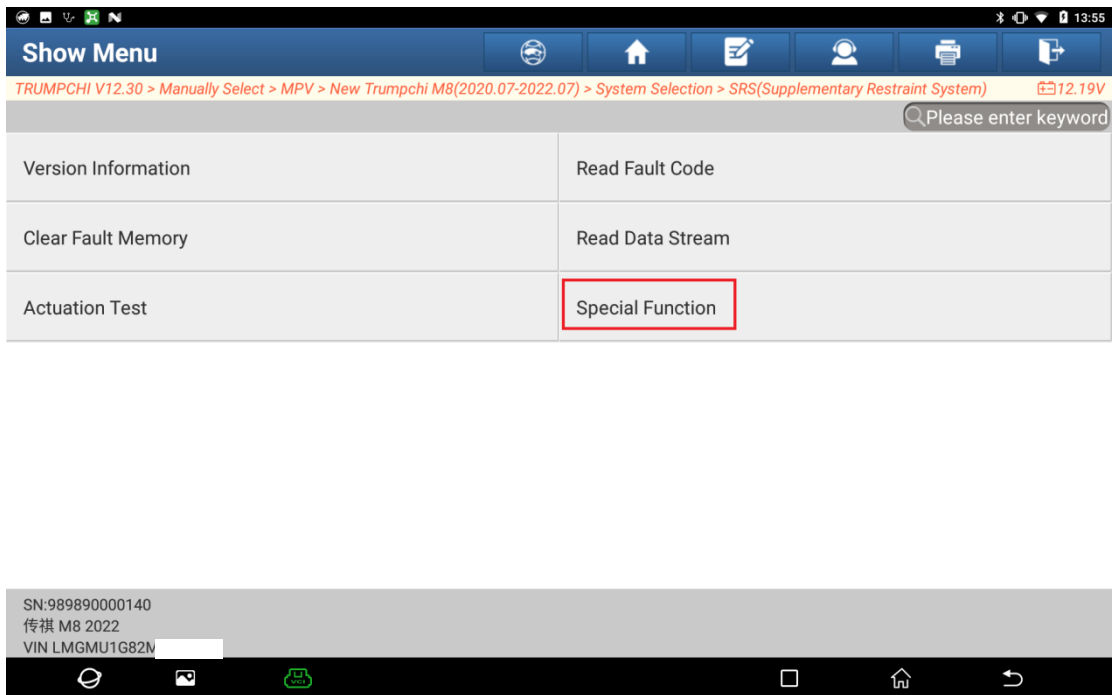 13:55
Show Menu
TRUMPCHI V12.30 > Manually Select > MPV > New Trumpchi M8(2020.07-2022.07) > System Selection > SRS(Supplementary Restraint System) 12.19V
Please enter keyword
Version Information
Read Fault Code
Clear Fault Memory
Read Data Stream
Actuation Test
Special Function
SN:989890000140
传祺 M8 2022
VIN LMGMU1G82M
VCI